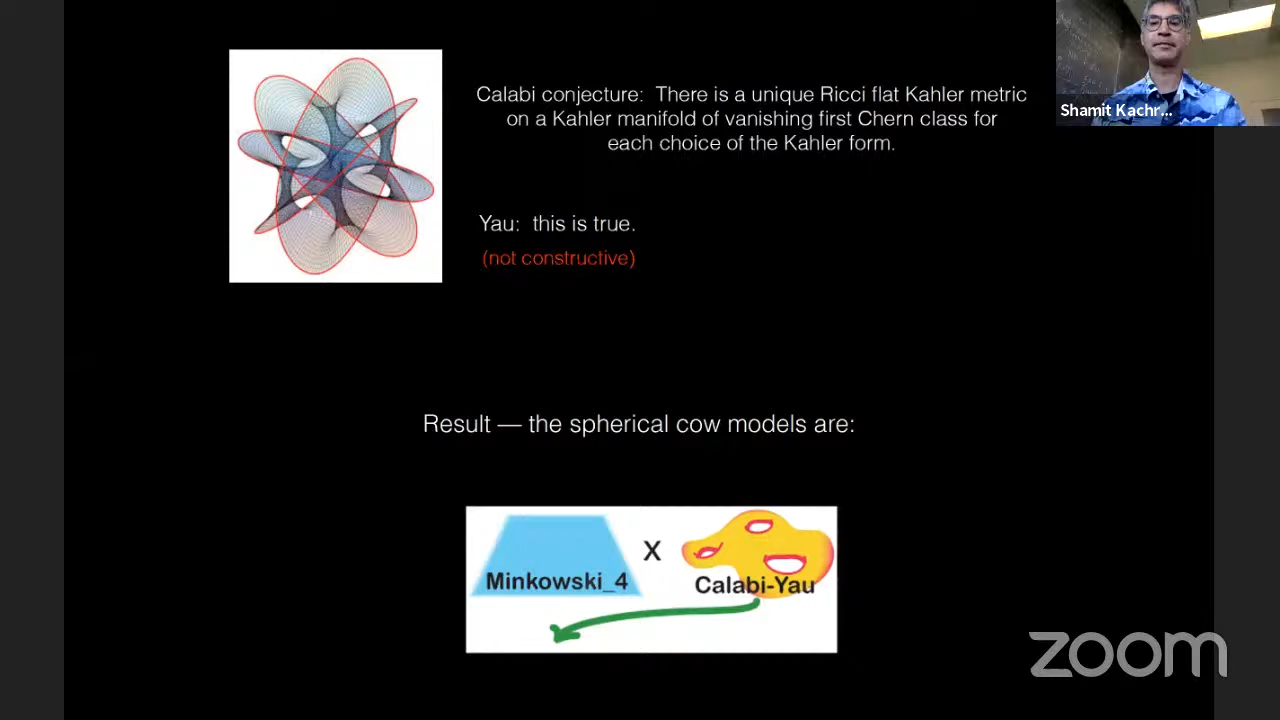 Calabi conjecture: There is a unique Ricci flat Kahler metric
on a Kahler manifold of vanishing first Chern class for
each choice of the Kahler form.
Shamit Kachr...
Yau: this is true.
(not constructive)
Result — the spherical cow models are:
Minkowski_4 X Calabi-Yau
zoom